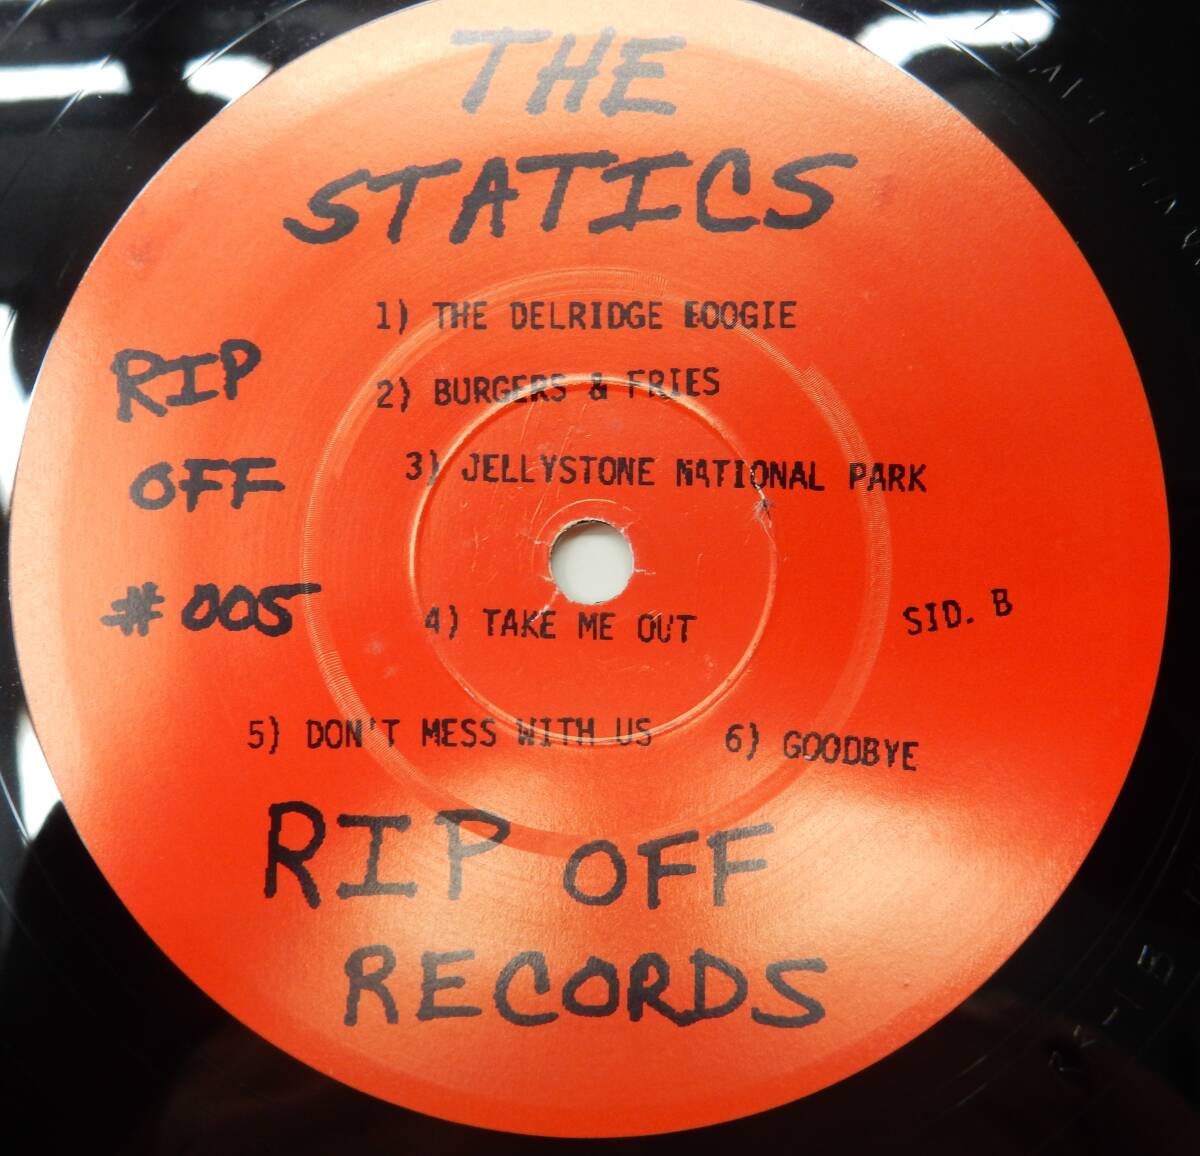 THE
STATICS
1) THE DELRIDGE BOOGIE
RIP
2) BURGERS & FRIES
OFF
3) JELLYSTONE NATIONAL PARK
#005
4) TAKE ME OUT
SID. B
5) DON'T MESS WITH US
6) GOODBYE
RIP OFF
RECORDS